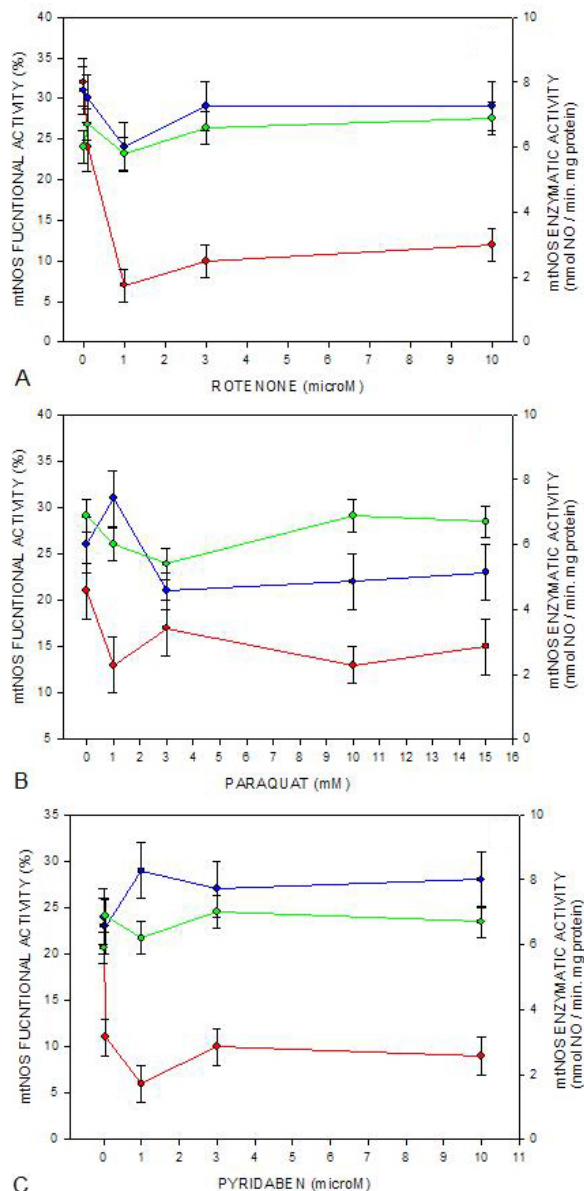 40
35
30
25
20
15
10
5
0
mtNOS FUCNTIONAL ACTIVITY (%)
10
8
6
4
2
0
mtNOS ENZYMATIC ACTIVITY
(nmol NO / min. mg protein)
0 1 3 4 5 6 7 8 9 10
ROTENONE (microM)
A
40
35
30
25
20
15
10
5
mtNOS FUCNTIONAL ACTIVITY (%)
10
8
6
4
2
0
mtNOS ENZYMATIC ACTIVITY
(nmol NO / min. mg protein)
0 1 3 4 5 6 7 8 9 10 11 12 13 14 15 16
PARAQUAT (mM)
B
35
30
25
20
15
10
5
0
mtNOS FUCNTIONAL ACTIVITY (%)
10
8
6
4
2
0
mtNOS ENZYMATIC ACTIVITY
(nmol NO / min. mg protein)
0 1 3 4 5 6 7 8 9 10 11
PYRIDABEN (microM)
C